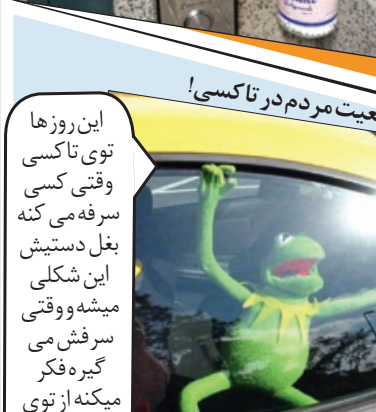 مردم در تاکسی!
این روزها
توی تاکسی
وقتی کسی
سرفه می کنه
بغل دستیش
این شکلی
میشه و وقتی
سرفش می
گیره فکر
میکنه از توی